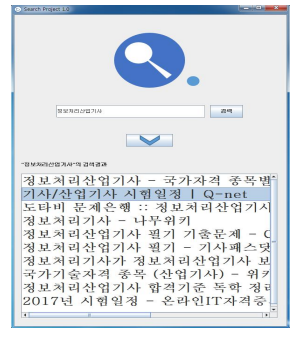 Search Project 1.0
정보처리산업기사
검색
"정보처리산업기사"의 검색결과
정보처리산업기사 - 국가자격 종목별
기사/산업기사 시험일정 | Q-net
도타비 문제은행 :: 정보처리산업기사
정보처리기사 - 나무위키
정보처리산업기사 필기 기출문제 -
정보처리산업기사 필기 - 기사패스닷
정보처리기사가 정보처리산업기사 보
국가기술자격 종목 (산업기사) - 위키
정보처리산업기사 합격기준 독학 정리
2017년 시험일정 - 온라인IT자격증